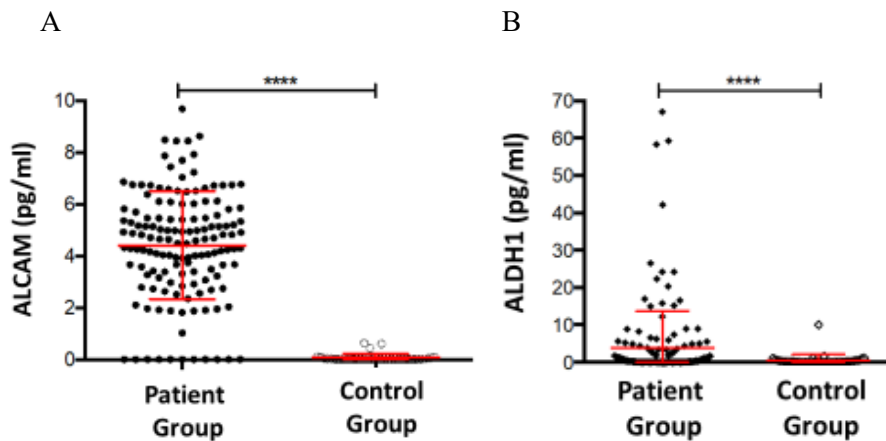 A
B
****
****
10
8
6
4
2
0
ALCAM (pg/ml)
Patient
Group
Control
Group
70
60
50
40
30
20
10
0
ALDH1 (pg/ml)
Patient
Group
Control
Group